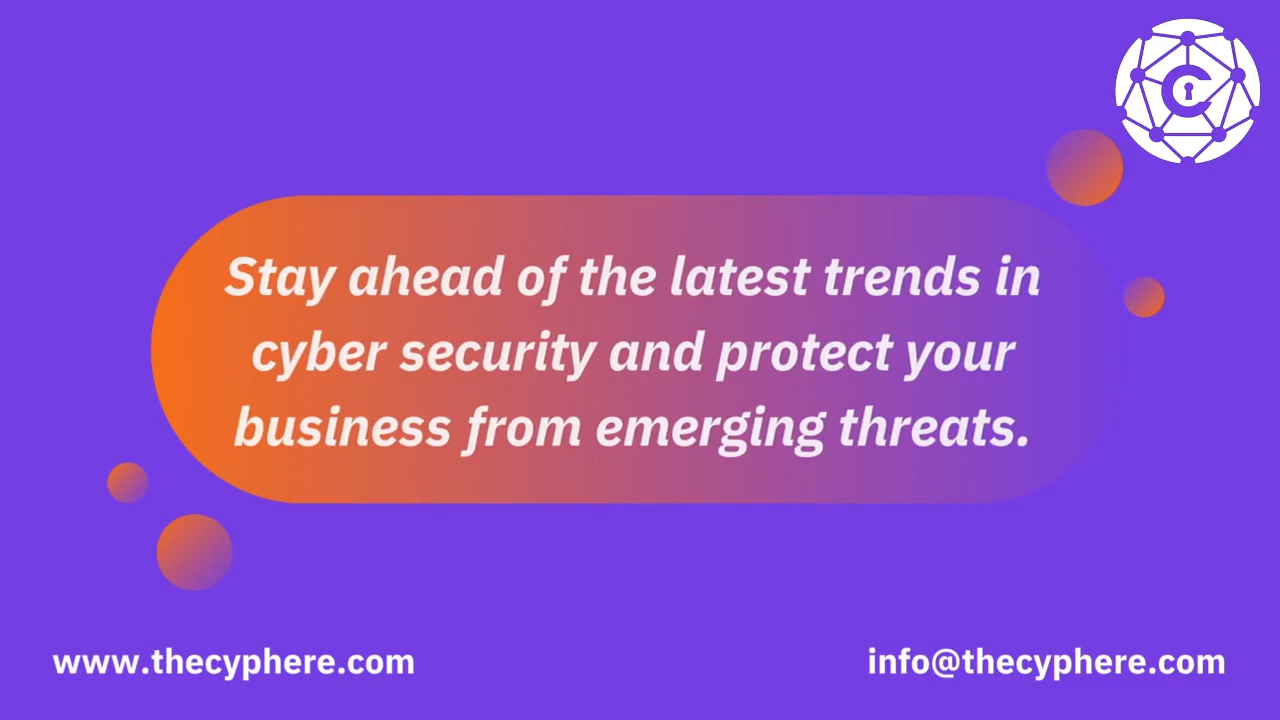 Stay ahead of the latest trends in
cyber security and protect your
business from emerging threats.
www.thecyphere.com
info@thecyphere.com